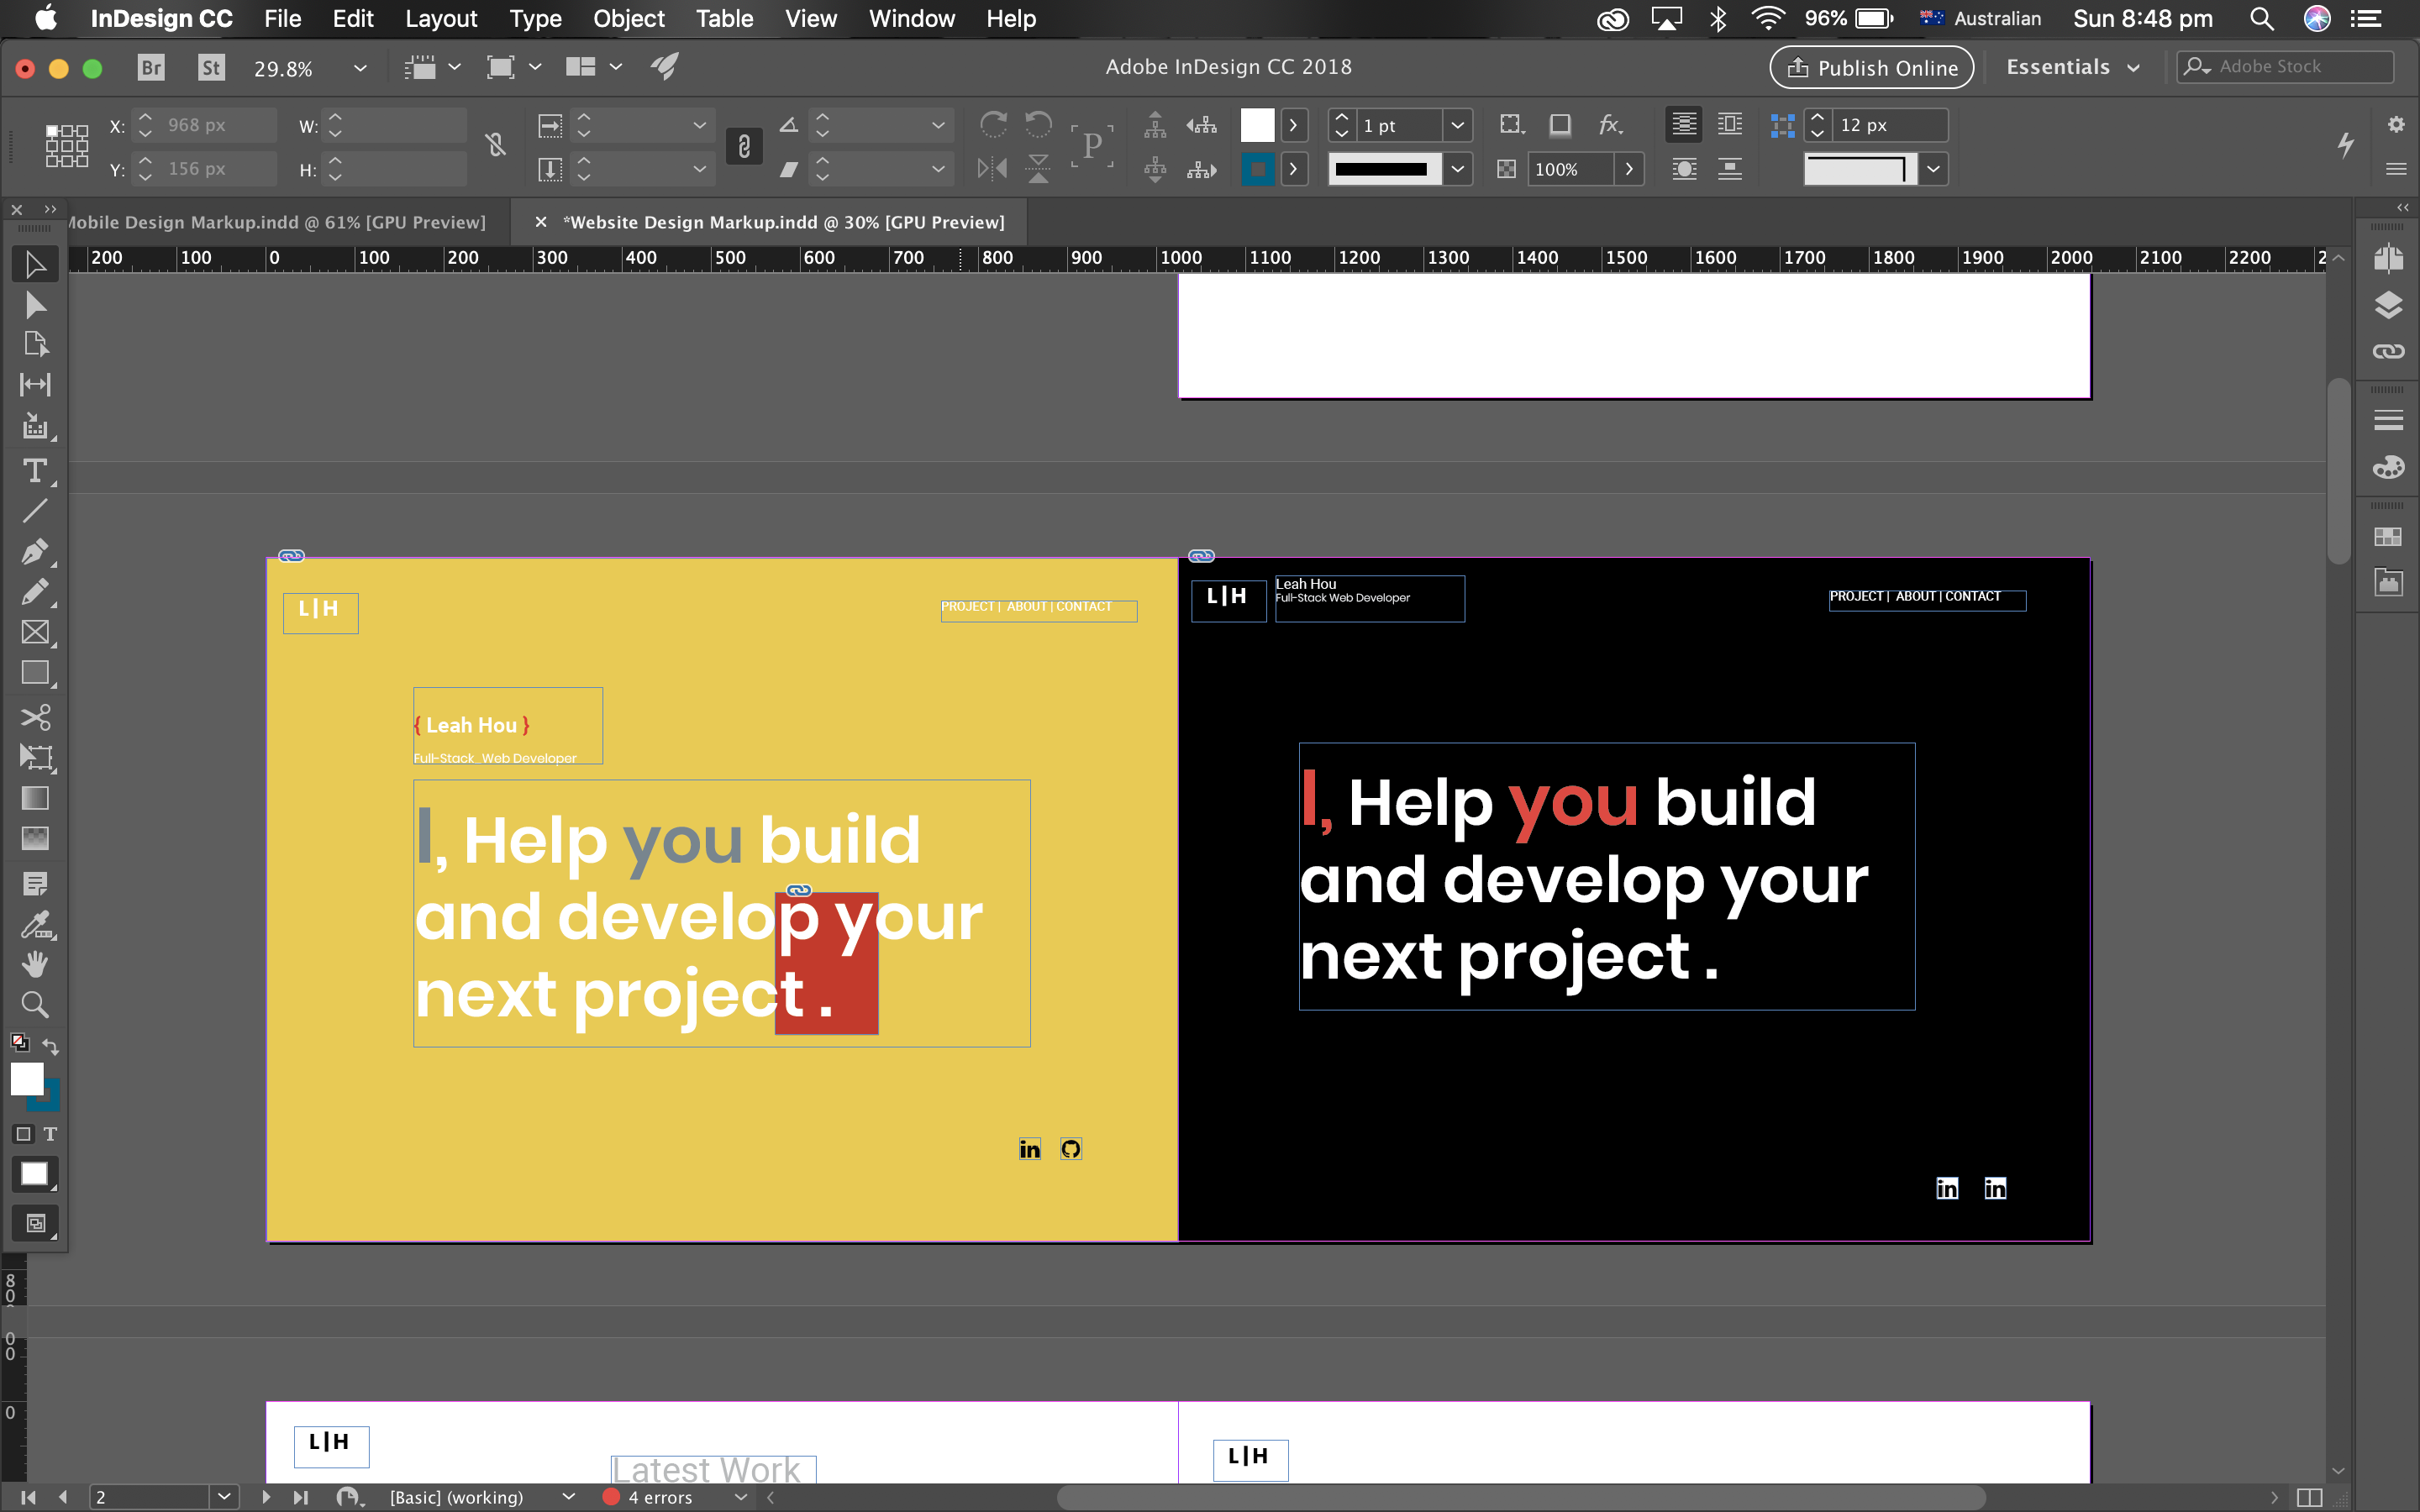 InDesign CC File Edit Layout Type Object Table View Window Help 96% Australian Sun 8:48 pm
Br St 29.8% Adobe InDesign CC 2018 Publish Online Essentials Adobe Stock
X: 968 px W: 1 pt 12 px
Y: 156 px H: 100%
Mobile Design Markup.indd @ 61% [GPU Preview] *Website Design Markup.indd @ 30% [GPU Preview]
200 100 0 100 200 300 400 500 600 700 800 900 1000 1100 1200 1300 1400 1500 1600 1700 1800 1900 2000 2100 2200
L|H
PROJECT | ABOUT | CONTACT
{ Leah Hou }
Full-Stack Web Developer
I, Help you build
and develop your
next project .
in
L|H
Leah Hou
Full-Stack Web Developer
PROJECT | ABOUT | CONTACT
I, Help you build
and develop your
next project .
in in
L|H
Latest Work
L|H
2 [Basic] (working) 4 errors